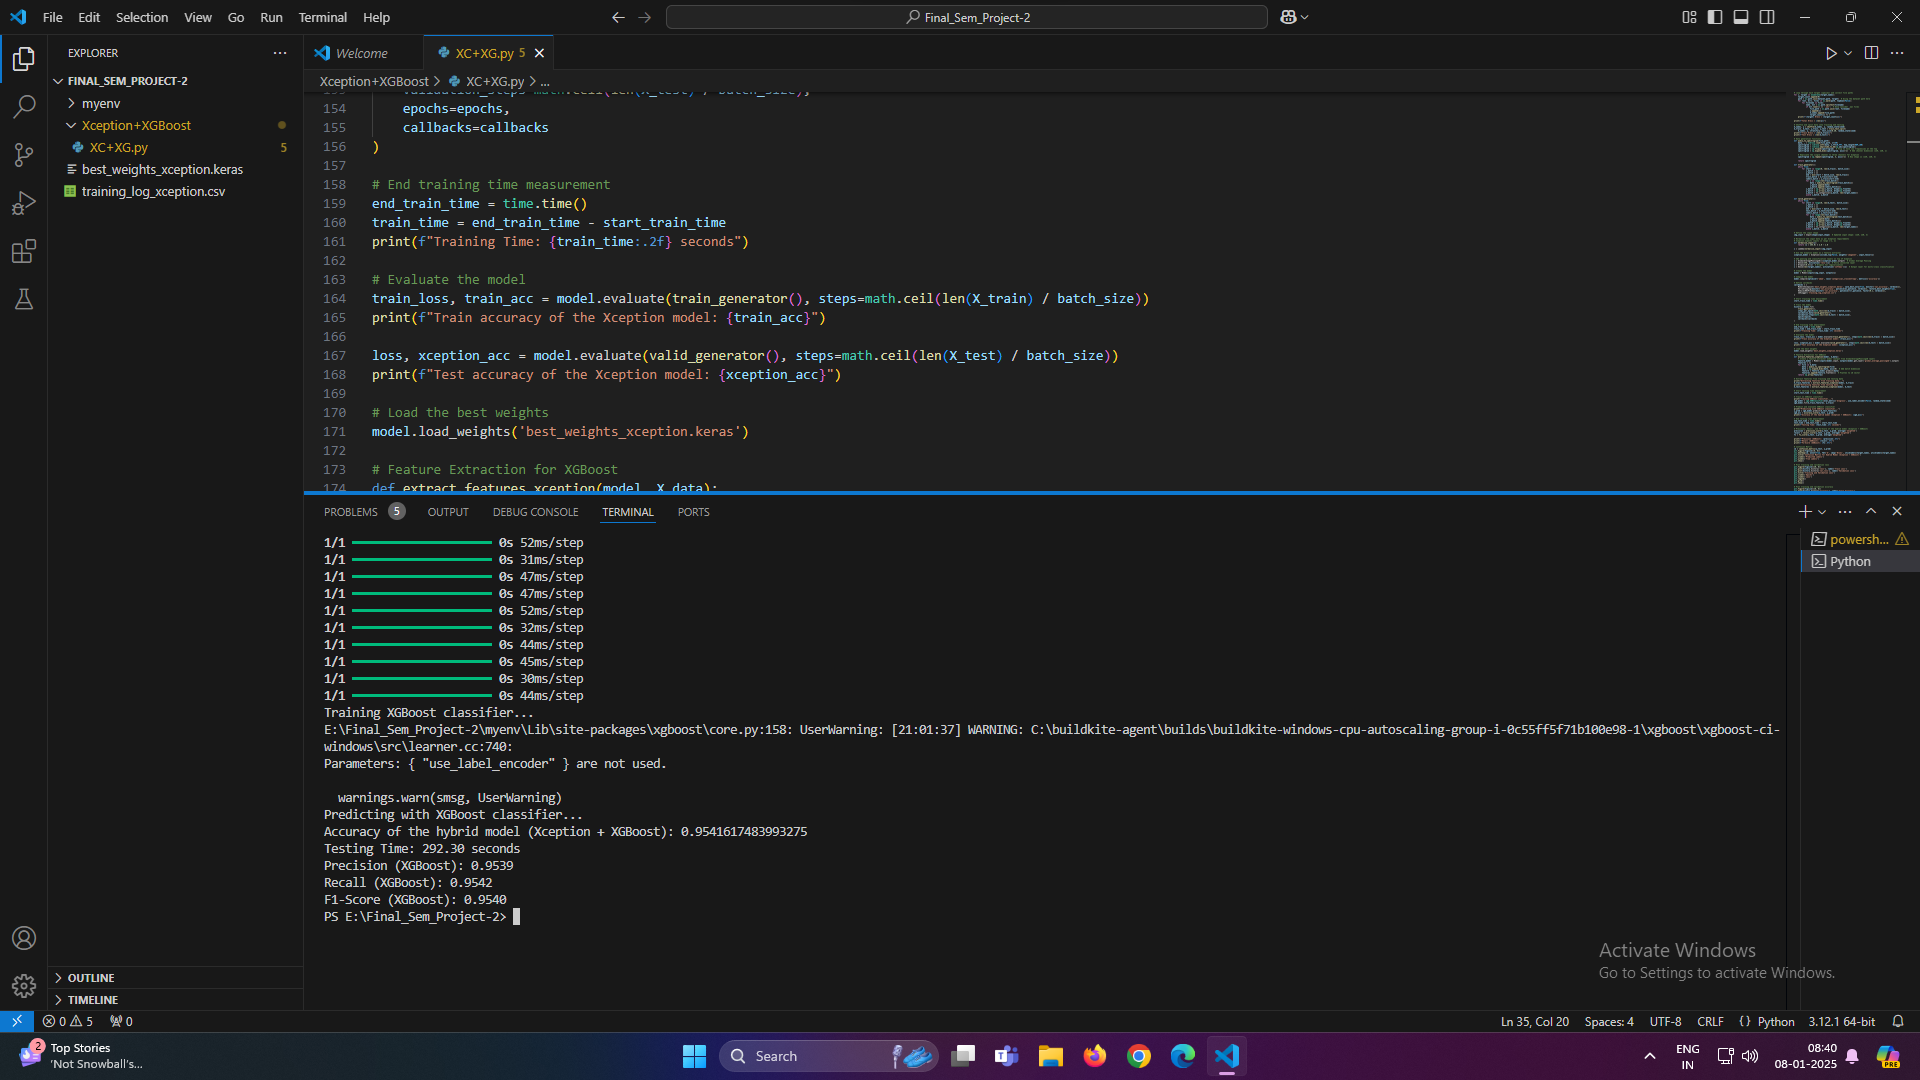 File Edit Selection View Go Run Terminal Help
Final_Sem_Project-2
EXPLORER
FINAL_SEM_PROJECT-2
myenv
Xception+XGBoost
XC+XG.py 5
best_weights_xception.keras
training_log_xception.csv
OUTLINE
TIMELINE
Welcome
XC+XG.py 5
Xception+XGBoost > XC+XG.py > ...
153 validation_steps=math.ceil(len(X_test) / batch_size),
154 epochs=epochs,
155 callbacks=callbacks
156 )
157
158 # End training time measurement
159 end_train_time = time.time()
160 train_time = end_train_time - start_train_time
161 print(f"Training Time: {train_time:.2f} seconds")
162
163 # Evaluate the model
164 train_loss, train_acc = model.evaluate(train_generator(), steps=math.ceil(len(X_train) / batch_size))
165 print(f"Train accuracy of the Xception model: {train_acc}")
166
167 loss, xception_acc = model.evaluate(valid_generator(), steps=math.ceil(len(X_test) / batch_size))
168 print(f"Test accuracy of the Xception model: {xception_acc}")
169
170 # Load the best weights
171 model.load_weights('best_weights_xception.keras')
172
173 # Feature Extraction for XGBoost
174 def extract_features_xception(model, X_data):
PROBLEMS 5 OUTPUT DEBUG CONSOLE TERMINAL PORTS
1/1 0s 52ms/step
1/1 0s 31ms/step
1/1 0s 47ms/step
1/1 0s 47ms/step
1/1 0s 52ms/step
1/1 0s 32ms/step
1/1 0s 44ms/step
1/1 0s 45ms/step
1/1 0s 30ms/step
1/1 0s 44ms/step
Training XGBoost classifier...
E:\Final_Sem_Project-2\myenv\Lib\site-packages\xgboost\core.py:158: UserWarning: [21:01:37] WARNING: C:\buildkite-agent\builds\buildkite-windows-cpu-autoscaling-group-i-0c55ff5f71b100e98-1\xgboost\xgboost-ci-
windows\src\learner.cc:740:
Parameters: { "use_label_encoder" } are not used.
warnings.warn(smsg, UserWarning)
Predicting with XGBoost classifier...
Accuracy of the hybrid model (Xception + XGBoost): 0.9541617483993275
Testing Time: 292.30 seconds
Precision (XGBoost): 0.9539
Recall (XGBoost): 0.9542
F1-Score (XGBoost): 0.9540
PS E:\Final_Sem_Project-2>
powersh...
Python
Activate Windows
Go to Settings to activate Windows.
0 5 0
Ln 35, Col 20 Spaces: 4 UTF-8 CRLF {} Python 3.12.1 64-bit
2
Top Stories
'Not Snowball's...
Search
ENG
IN
08:40
08-01-2025
PRE